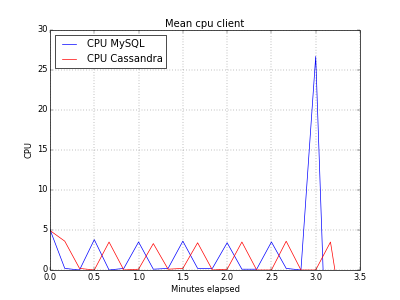 Mean cpu client
CPU MySQL
CPU Cassandra
30
25
20
15
10
5
0
CPU
0.0 0.5 1.0 1.5 2.0 2.5 3.0 3.5
Minutes elapsed